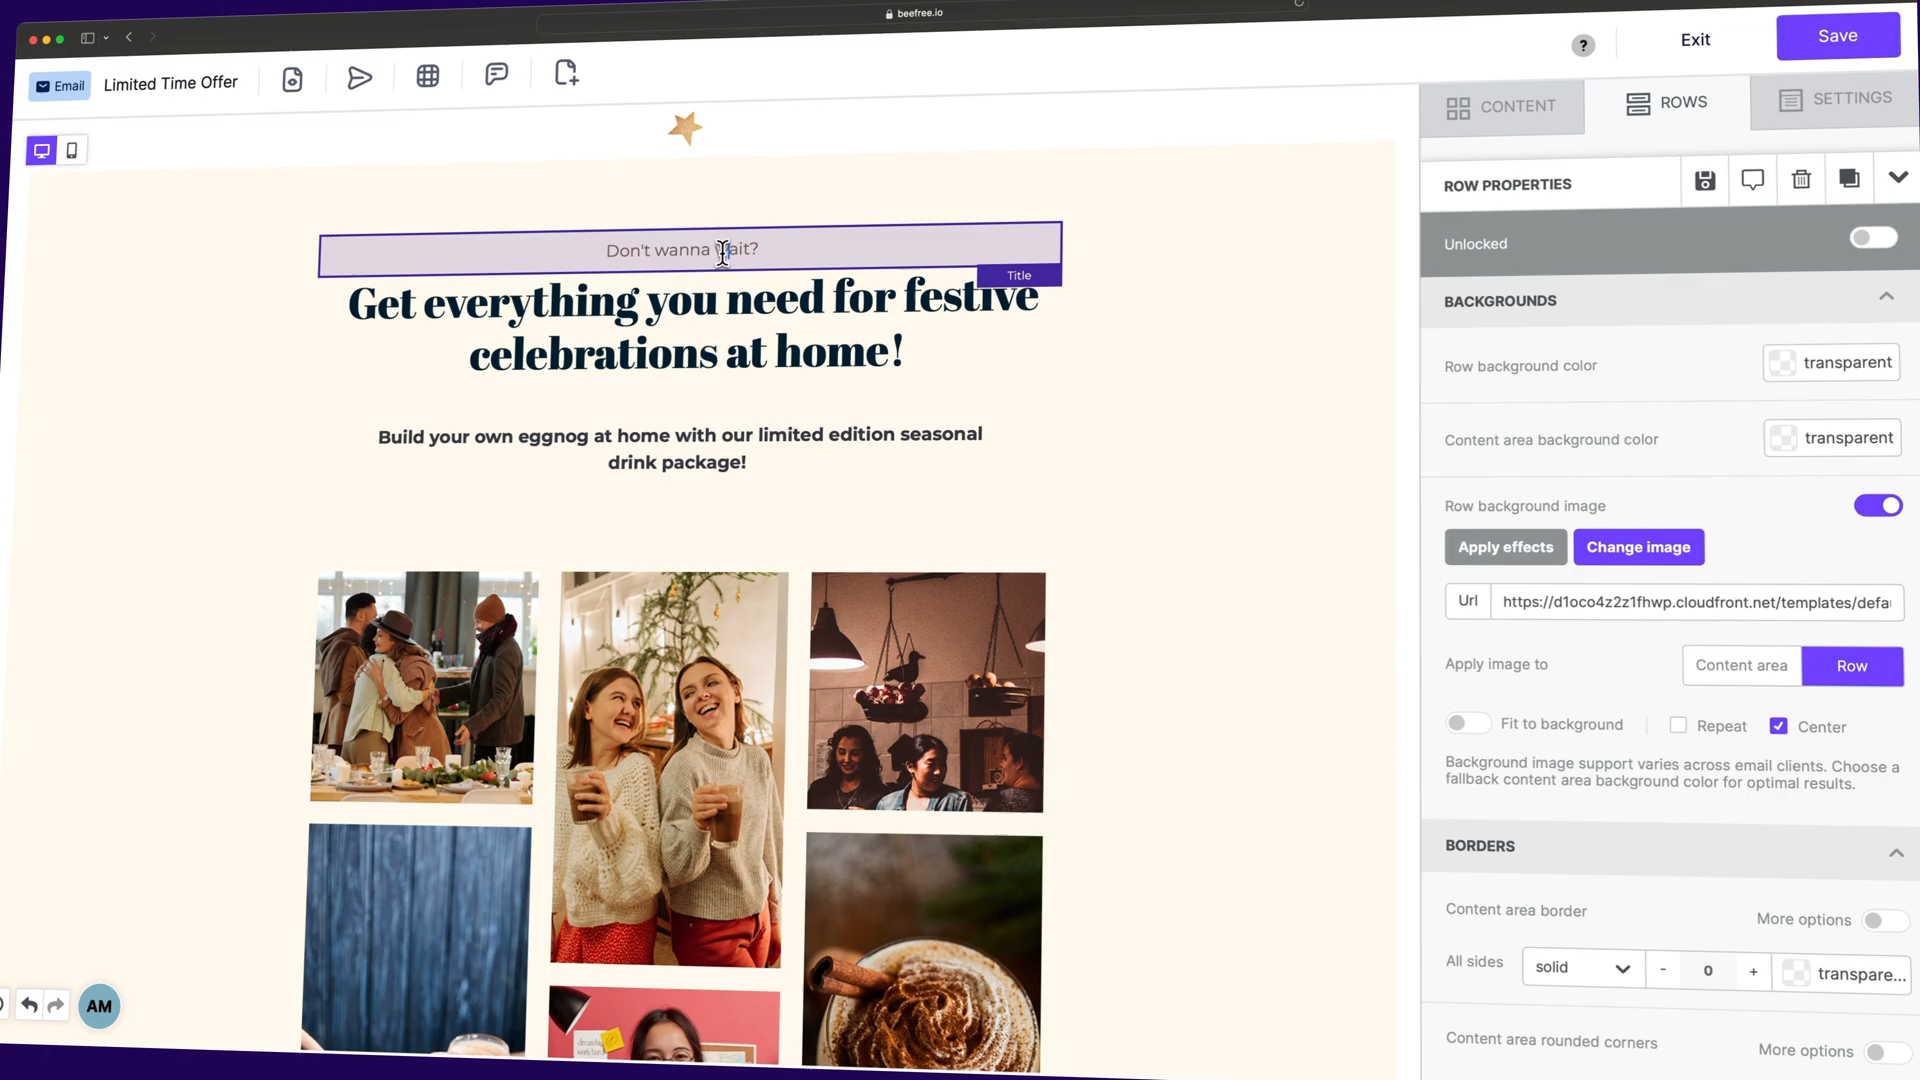 beefree.io
Email
Limited Time Offer
?
Exit
Save
CONTENT
ROWS
SETTINGS
ROW PROPERTIES
Unlocked
BACKGROUNDS
Row background color
transparent
Content area background color
transparent
Row background image
Apply effects
Change image
Url
https://d1oco4z2z1fhwp.cloudfront.net/templates/defa
Apply image to
Content area
Row
Fit to background
Repeat
Center
Background image support varies across email clients. Choose a
fallback content area background color for optimal results.
BORDERS
Content area border
More options
All sides
solid
-
0
+
transpare...
Content area rounded corners
More options
Don't wanna wait?
Title
Get everything you need for festive
celebrations at home!
Build your own eggnog at home with our limited edition seasonal
drink package!
AM